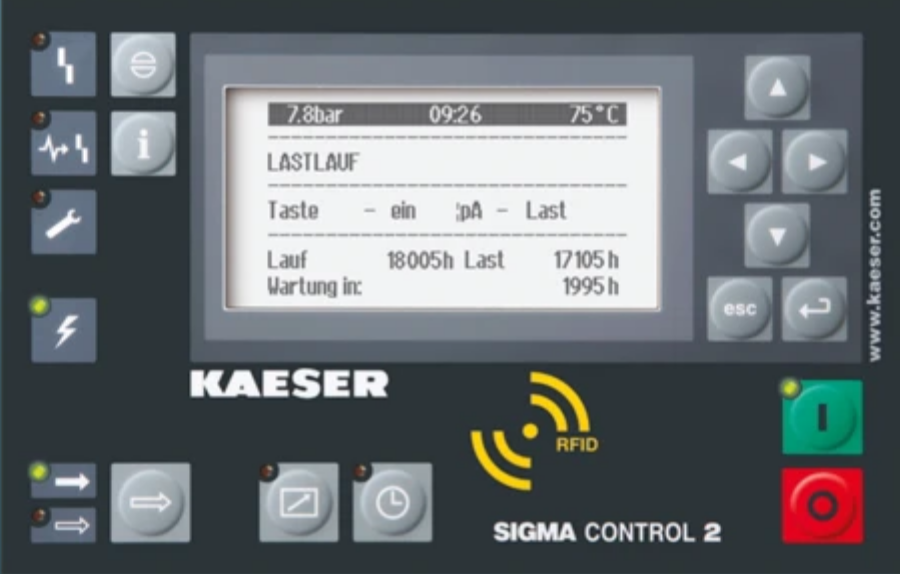 7.8bar 09:26 75°C
LASTLAUF
Taste - ein ¦pA - Last
Lauf 18005h Last 17105h
Wartung in: 1995h
i
esc
www.kaeser.com
KAESER
RFID
I
O
SIGMA CONTROL 2